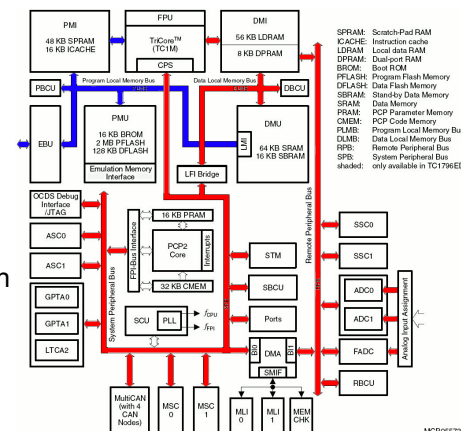 PMI
48 KB SPRAM
16 KB ICACHE
FPU
TriCore™
(TC1M)
CPS
DMI
56 KB LDRAM
8 KB DPRAM
SPRAM: Scratch-Pad RAM
ICACHE: Instruction cache
LDRAM Local data RAM
DPRAM: Dual-port RAM
BROM: Boot ROM
PFLASH: Program Flash Memory
DFLASH: Data Flash Memory
SBRAM: Stand-by Data Memory
SRAM: Data Memory
PRAM: PCP Parameter Memory
CMEM: PCP Code Memory
PLMB: Program Local Memory Bu
DLMB: Data Local Memory Bus
RPB: Remote Peripheral Bus
SPB: System Peripheral Bus
shaded: only available in TC1796ED
Program Local Memory Bus
Data Local Memory Bus
PBCU
DBCU
EBU
PMU
16 KB BROM
2 MB PFLASH
128 KB DFLASH
Emulation Memory
Interface
LMI
DMU
64 KB SRAM
16 KB SBRAM
LFI Bridge
Remote Peripheral Bus
OCDS Debug
Interface
/JTAG
ASC0
ASC1
GPTA0
GPTA1
LTCA2
System Peripheral Bus
FPI-Bus Interface
16 KB PRAM
PCP2
Core
Interrupts
32 KB CMEM
SCU
PLL
fCPU
fFPI
STM
SBCU
Ports
BI0
DMA
BI1
SMIF
SSC0
SSC1
ADC0
ADC1
FADC
RBCU
Analog Input Assignment
MultiCAN
(with 4
CAN
Nodes)
MSC
0
MSC
1
MLI
0
MLI
1
MEM
CHK